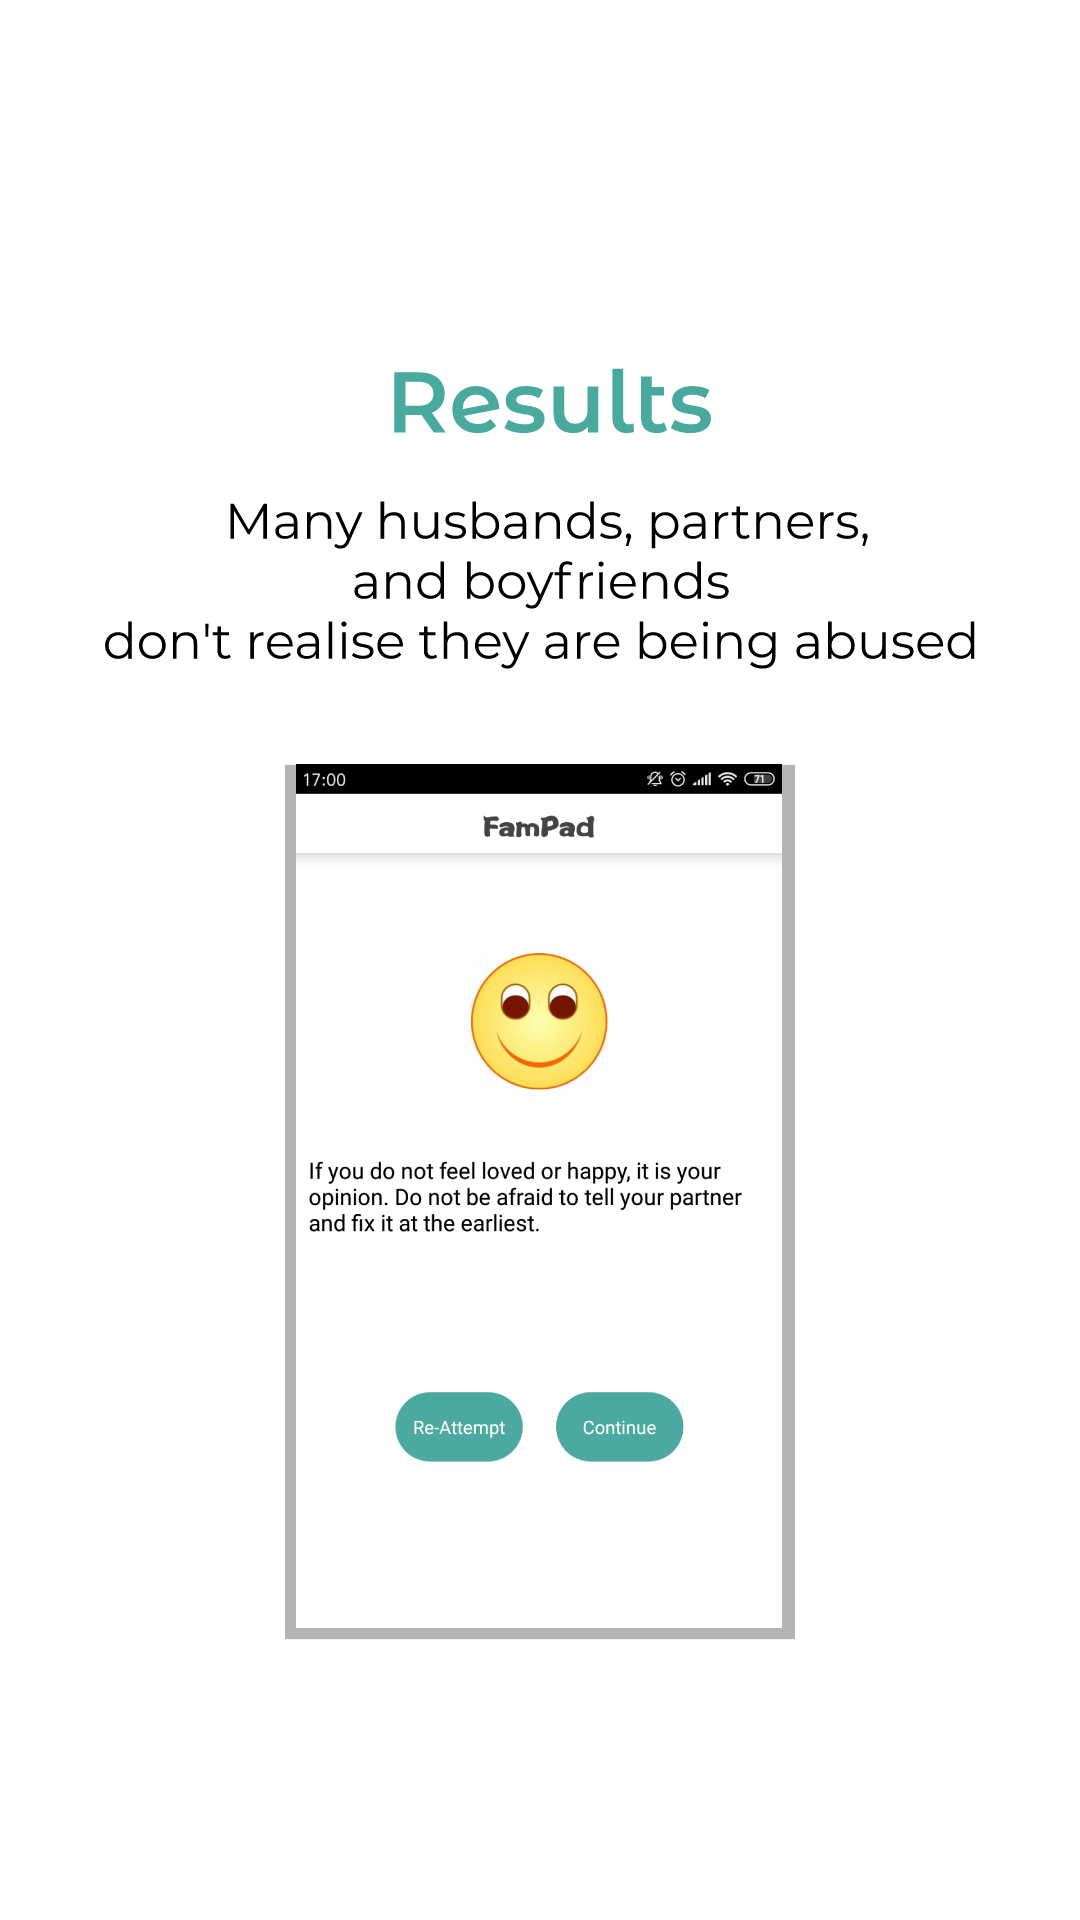 Results
Many husbands, partners,
and boyfriends
don't realise they are being abused
17:00
71
FamPad
If you do not feel loved or happy, it is your
opinion. Do not be afraid to tell your partner
and fix it at the earliest.
Re-Attempt
Continue